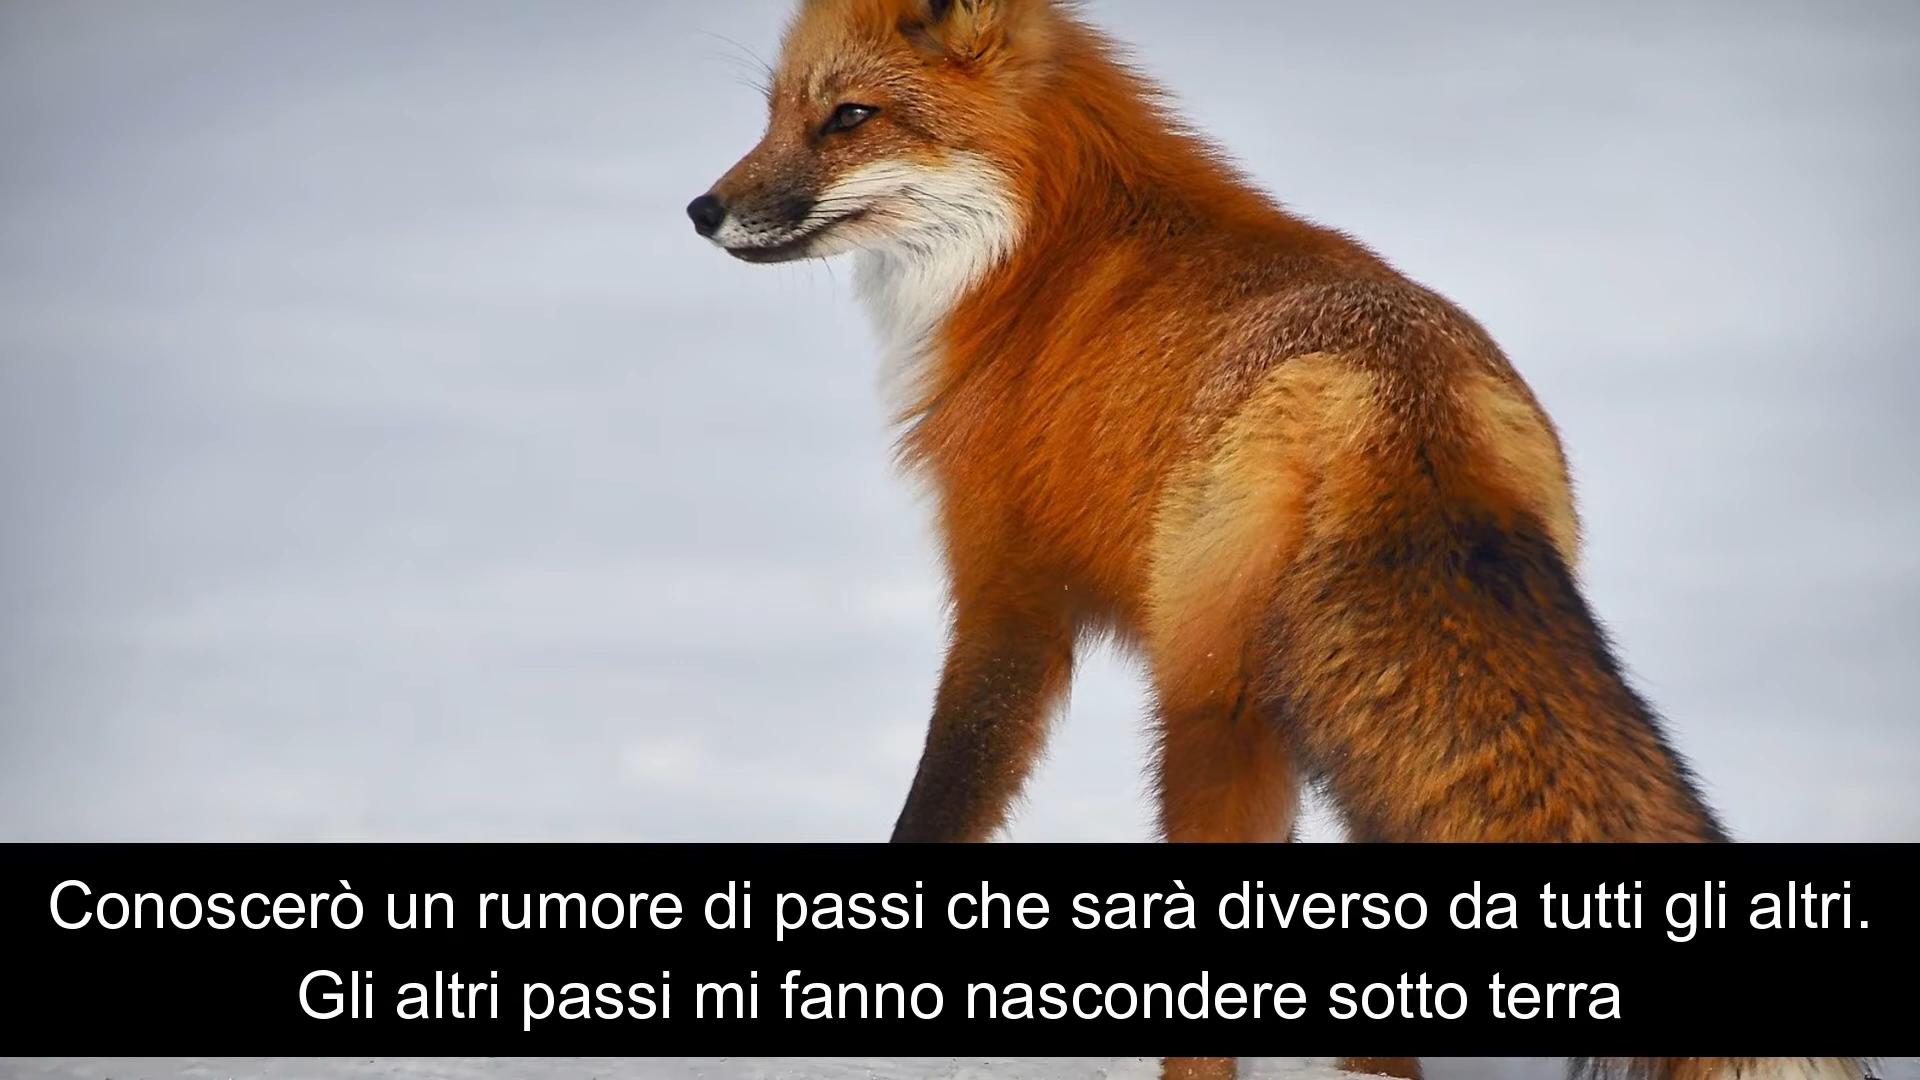 Conoscerò un rumore di passi che sarà diverso da tutti gli altri.
Gli altri passi mi fanno nascondere sotto terra